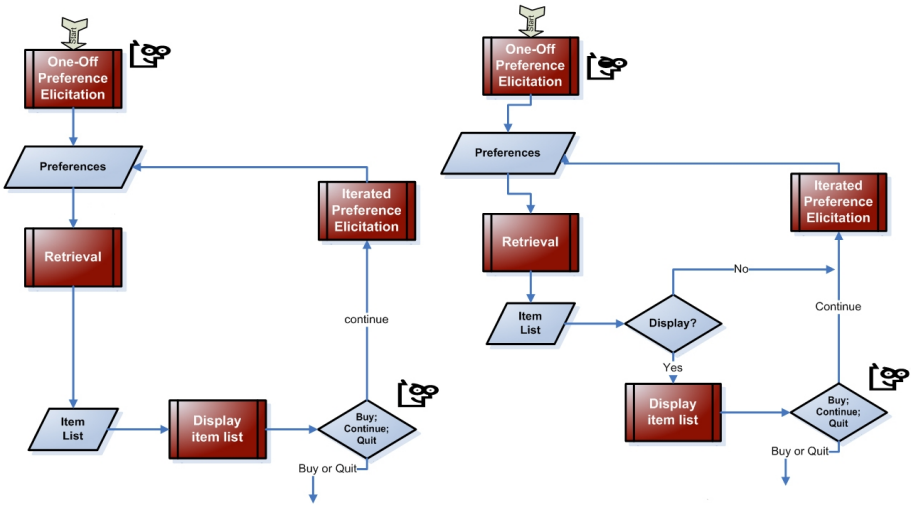 Start
One-Off
Preference
Elicitation
Preferences
Retrieval
Iterated
Preference
Elicitation
continue
Item
List
Display
item list
Buy;
Continue;
Quit
Buy or Quit
Start
One-Off
Preference
Elicitation
Preferences
Retrieval
Iterated
Preference
Elicitation
No
Continue
Item
List
Display?
Yes
Display
item list
Buy;
Continue;
Quit
Buy or Quit